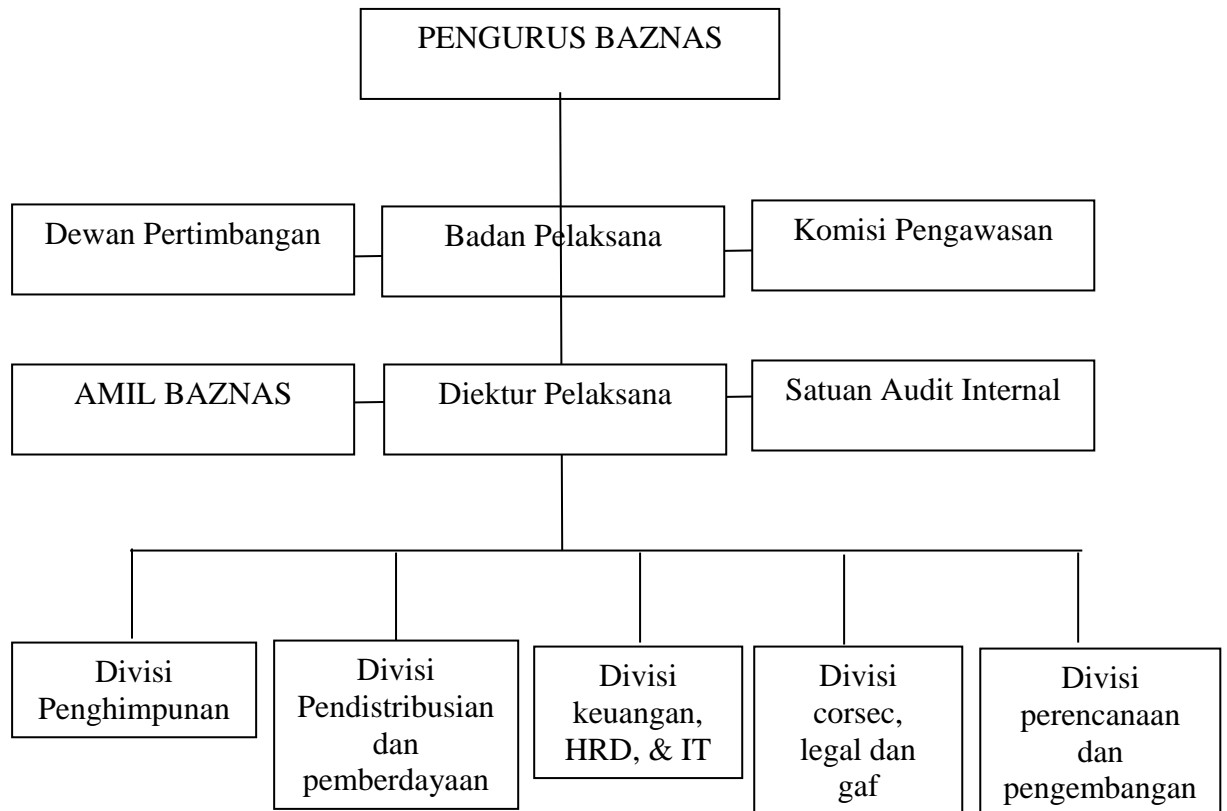 PENGURUS BAZNAS
Dewan Pertimbangan
Badan Pelaksana
Komisi Pengawasan
AMIL BAZNAS
Diektur Pelaksana
Satuan Audit Internal
Divisi
Penghimpunan
Divisi
Pendistribusian
dan
pemberdayaan
Divisi
keuangan,
HRD, & IT
Divisi
corsec,
legal dan
gaf
Divisi
perencanaan
dan
pengembangan